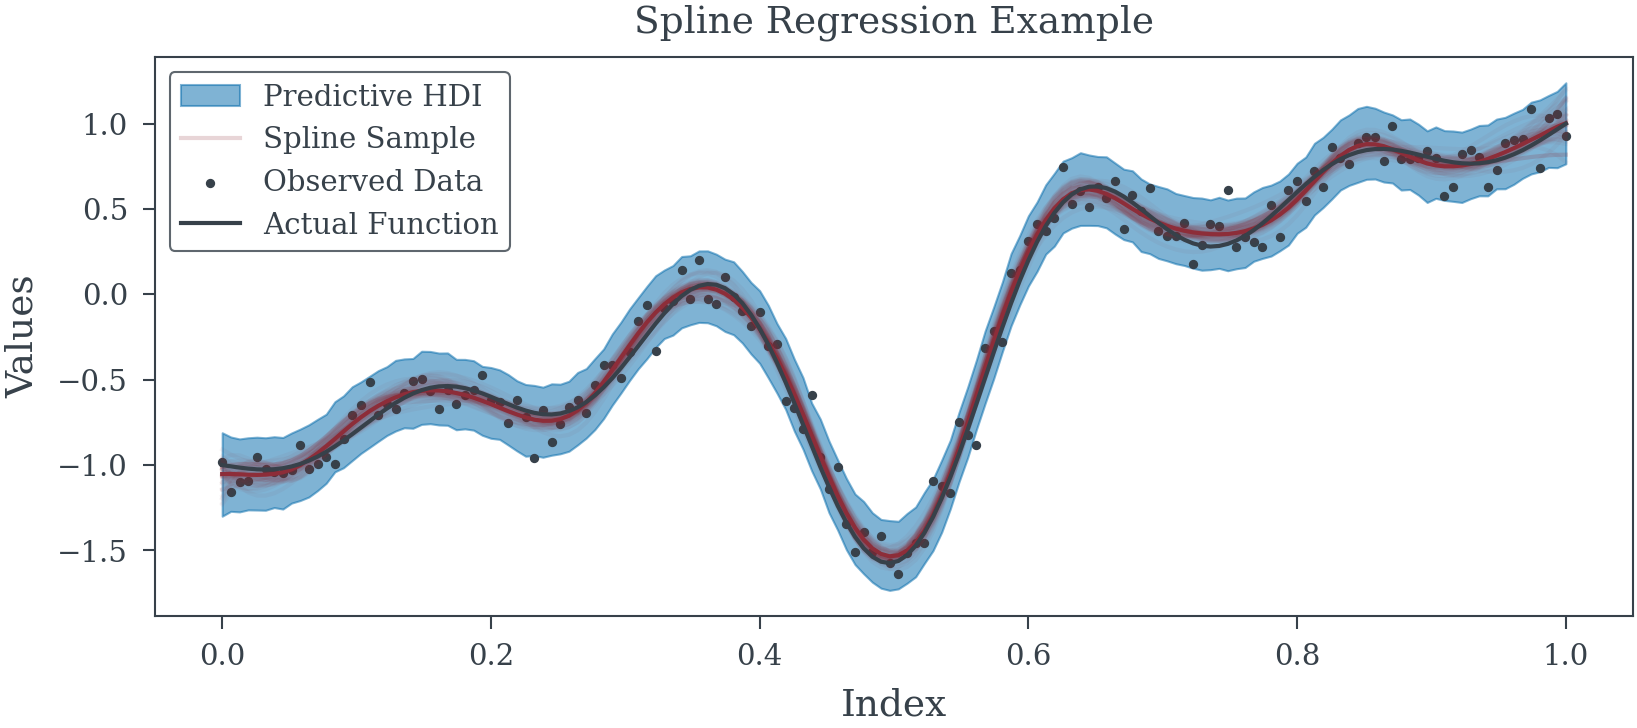 Spline Regression Example
Predictive HDI
Spline Sample
Observed Data
Actual Function
Values
1.0
0.5
0.0
−0.5
−1.0
−1.5
0.0 0.2 0.4 0.6 0.8 1.0
Index